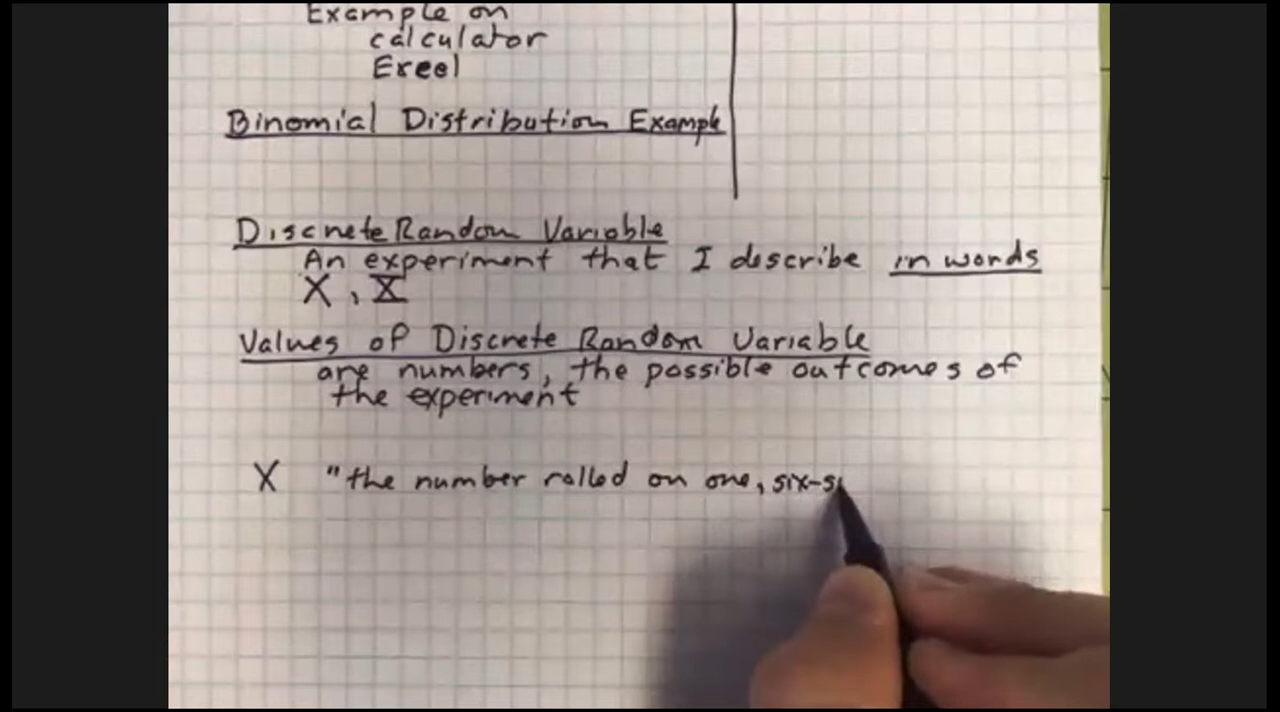 Example on
calculator
Excel
Binomial Distribution Example
Discrete Random Variable
An experiment that I describe in words
X, X
Values of Discrete Random Variable
are numbers, the possible outcomes of
the experiment
X "the number rolled on one, six-si